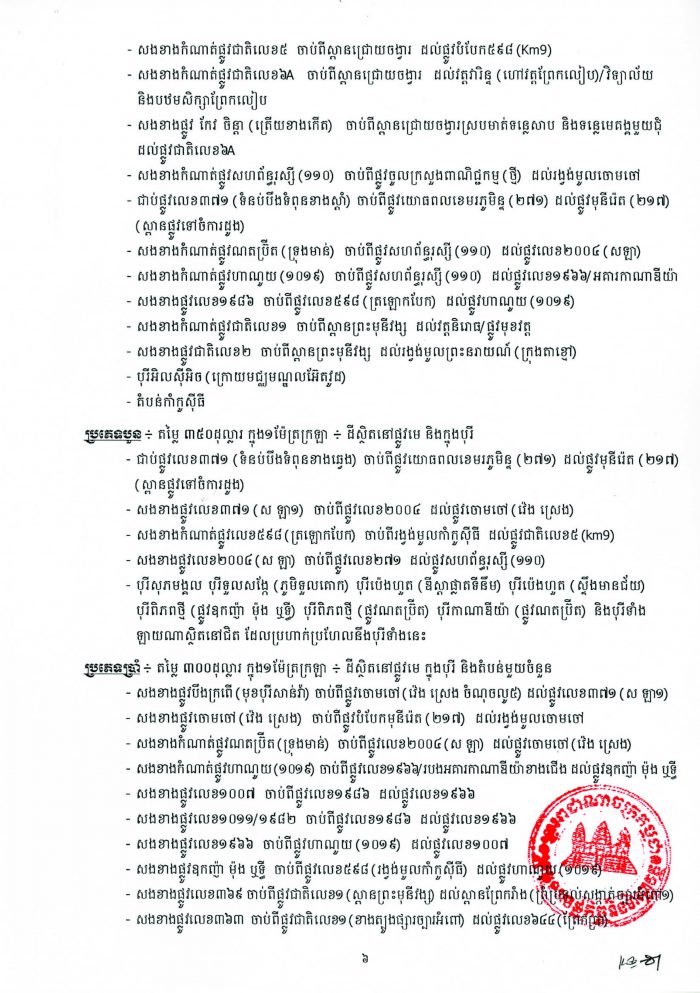 - សងខាងកំណាត់ផ្លូវជាតិលេខ៥ ចាប់ពីស្ពានជ្រោយចង្វារ ដល់ផ្លូវបំបែក៥៩៨ (Km9)
- សងខាងកំណាត់ផ្លូវជាតិលេខ៦A ចាប់ពីស្ពានជ្រោយចង្វារ ដល់វត្តវារិន្ទ (ហៅវត្តព្រែកលៀប)/វិទ្យាល័យ
និងបឋមសិក្សាព្រែកលៀប
- សងខាងផ្លូវ កែវ ចិន្តា (ត្រើយខាងកើត) ចាប់ពីស្ពានជ្រោយចង្វារស្របមាត់ទន្លេសាប និងទន្លេមេគង្គមួយជុំ
ដល់ផ្លូវជាតិលេខ៦A
- សងខាងកំណាត់ផ្លូវសហព័ន្ធរុស្ស៊ី (១១០) ចាប់ពីផ្លូវចូលក្រសួងពាណិជ្ជកម្ម (ថ្មី) ដល់រង្វង់មូលចោមចៅ
- ជាប់ផ្លូវលេខ៣៧១ (ទំនប់បឹងទំពុនខាងស្តាំ) ចាប់ពីផ្លូវយោធពលខេមរភូមិន្ទ (២៧១) ដល់ផ្លូវមុនីរ៉េត (២១៧)
(ស្ពានផ្លូវទៅចំការដូង)
- សងខាងកំណាត់ផ្លូវណតប្រ៊ីត (ទ្រុងមាន់) ចាប់ពីផ្លូវសហព័ន្ធរុស្ស៊ី (១១០) ដល់ផ្លូវលេខ២០០៤ (សឡា)
- សងខាងកំណាត់ផ្លូវហាណូយ (១០១៩) ចាប់ពីផ្លូវសហព័ន្ធរុស្ស៊ី (១១០) ដល់ផ្លូវលេខ១៩៦៦/អគារកាណាឌីយ៉ា
- សងខាងផ្លូវលេខ១៩៨៦ ចាប់ពីផ្លូវលេខ៥៩៨ (ត្រឡោកបែក) ដល់ផ្លូវហាណូយ (១០១៩)
- សងខាងកំណាត់ផ្លូវជាតិលេខ១ ចាប់ពីស្ពានព្រះមុនីវង្ស ដល់វត្តនិរោធ/ផ្លូវមុខវត្ត
- សងខាងផ្លូវជាតិលេខ២ ចាប់ពីស្ពានព្រះមុនីវង្ស ដល់រង្វង់មូលព្រះនរាយណ៍ (ក្រុងតាខ្មៅ)
- បុរីអិលស៊ីអិច (ក្រោយមជ្ឈមណ្ឌលអ៊ែតវូដ)
- តំបន់កាំកូស៊ីធី
ប្រភេទបួន ÷ តម្លៃ ៣៥០ដុល្លារ ក្នុង១ម៉ែត្រក្រឡា ÷ ដីស្ថិតនៅផ្លូវមេ និងក្នុងបុរី
- ជាប់ផ្លូវលេខ៣៧១ (ទំនប់បឹងទំពុនខាងឆ្វេង) ចាប់ពីផ្លូវយោធពលខេមរភូមិន្ទ (២៧១) ដល់ផ្លូវមុនីរ៉េត (២១៧)
(ស្ពានផ្លូវទៅចំការដូង)
- សងខាងផ្លូវលេខ៣៧១ (ស ឡា១) ចាប់ពីផ្លូវលេខ២០០៤ ដល់ផ្លូវចោមចៅ (វ៉េង ស្រេង)
- សងខាងកំណាត់ផ្លូវលេខ៥៩៨ (ត្រឡោកបែក) ចាប់ពីរង្វង់មូលកាំកូស៊ីធី ដល់ផ្លូវជាតិលេខ៥ (km9)
- សងខាងផ្លូវលេខ២០០៤ (ស ឡា) ចាប់ពីផ្លូវលេខ២៧១ ដល់ផ្លូវសហព័ន្ធរុស្ស៊ី (១១០)
- បុរីសុភមង្គល បុរីទួលសង្កែ (ភូមិទួលគោក) បុរីប៉េងហួត (ឌីស្តាផ្លាតទីនឹម) បុរីប៉េងហួត (ស្ទឹងមានជ័យ)
បុរីពិភពថ្មី (ផ្លូវឧកញ៉ា ម៉ុង ឫទ្ធី) បុរីពិភពថ្មី (ផ្លូវណតប្រ៊ីត) បុរីកាណាឌីយ៉ា (ផ្លូវណតប្រ៊ីត) និងបុរីទាំង
ឡាយណាស្ថិតនៅជិត ដែលប្រហាក់ប្រហែលនឹងបុរីទាំងនេះ
ប្រភេទប្រាំ ÷ តម្លៃ ៣០០ដុល្លារ ក្នុង១ម៉ែត្រក្រឡា ÷ ដីស្ថិតនៅផ្លូវមេ ក្នុងបុរី និងតំបន់មួយចំនួន
- សងខាងផ្លូវបឹងក្រពើ (មុខបុរីសាន់វ៉ា) ចាប់ពីផ្លូវចោមចៅ (វ៉េង ស្រេង ចំណុចលូ៥) ដល់ផ្លូវលេខ៣៧១ (ស ឡា១)
- សងខាងផ្លូវចោមចៅ (វ៉េង ស្រេង) ចាប់ពីផ្លូវបំបែកមុនីរ៉េត (២១៧) ដល់រង្វង់មូលចោមចៅ
- សងខាងកំណាត់ផ្លូវណតប្រ៊ីត (ទ្រុងមាន់) ចាប់ពីផ្លូវលេខ២០០៤ (ស ឡា) ដល់ផ្លូវចោមចៅ (វ៉េង ស្រេង)
- សងខាងកំណាត់ផ្លូវហាណូយ (១០១៩) ចាប់ពីផ្លូវលេខ១៩៦៦/របងអគារកាណាឌីយ៉ាខាងជើង ដល់ផ្លូវឧកញ៉ា ម៉ុង ឫទ្ធី
- សងខាងផ្លូវលេខ១០០៧ ចាប់ពីផ្លូវលេខ១៩៨៦ ដល់ផ្លូវលេខ១៩៦៦
- សងខាងផ្លូវលេខ១០១១/១៩៨២ ចាប់ពីផ្លូវលេខ១៩៨៦ ដល់ផ្លូវលេខ១៩៦៦
- សងខាងផ្លូវលេខ១៩៦៦ ចាប់ពីផ្លូវហាណូយ (១០១៩) ដល់ផ្លូវលេខ១០០៧
- សងខាងផ្លូវឧកញ៉ា ម៉ុង ឫទ្ធី ចាប់ពីផ្លូវលេខ៥៩៨ (រង្វង់មូលកាំកូស៊ីធី) ដល់ផ្លូវហាណូយ (១០១៩)
- សងខាងផ្លូវលេខ៣៦៩ ចាប់ពីផ្លូវជាតិលេខ១ (ស្ពានព្រះមុនីវង្ស) ដល់ស្ពានព្រែករាំង
- សងខាងផ្លូវលេខ៣៦៣ ចាប់ពីផ្លូវជាតិលេខ១ (ខាងត្បូងផ្សារច្បារអំពៅ) ដល់ផ្លូវលេខ៦៤៤
៦